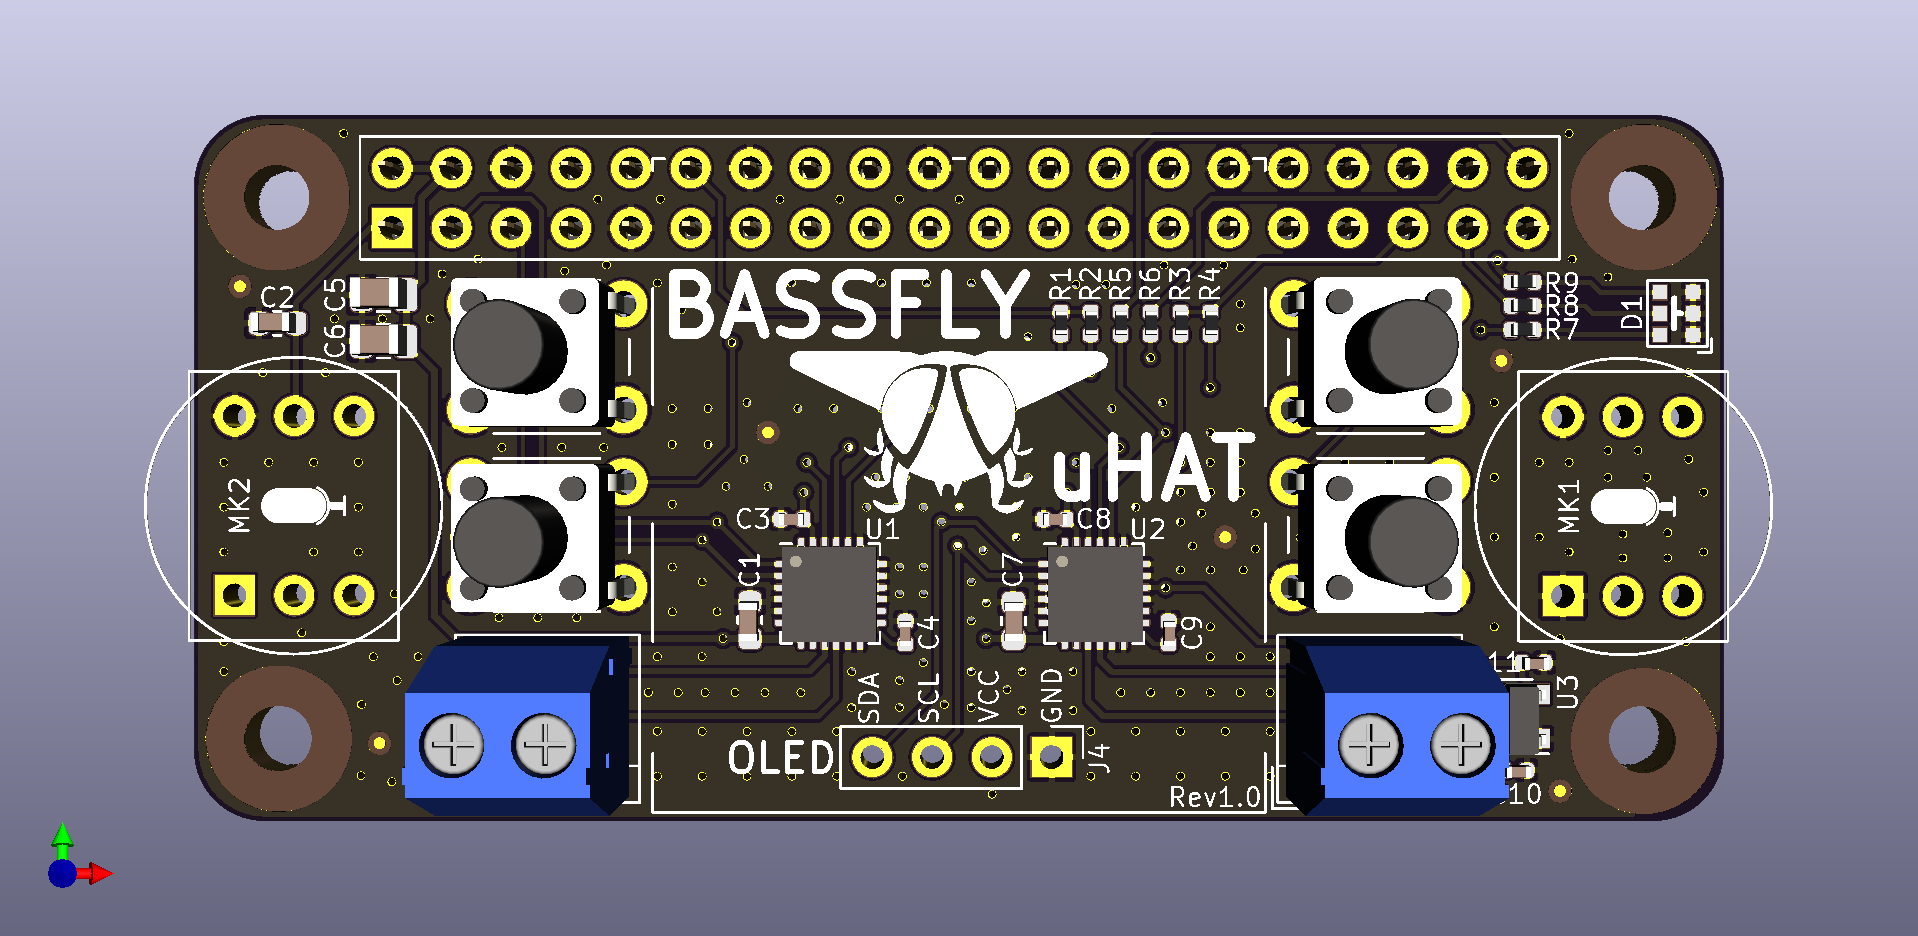 C2
C5
C6
BASSFLY
R1
R2
R5
R6
R3
R4
R9
R8
R7
D1
uHAT
MK2
MK1
C3
U1
C8
U2
C1
C7
C4
C9
11
U3
SDA
SCL
VCC
GND
OLED
J4
Rev1.0
10